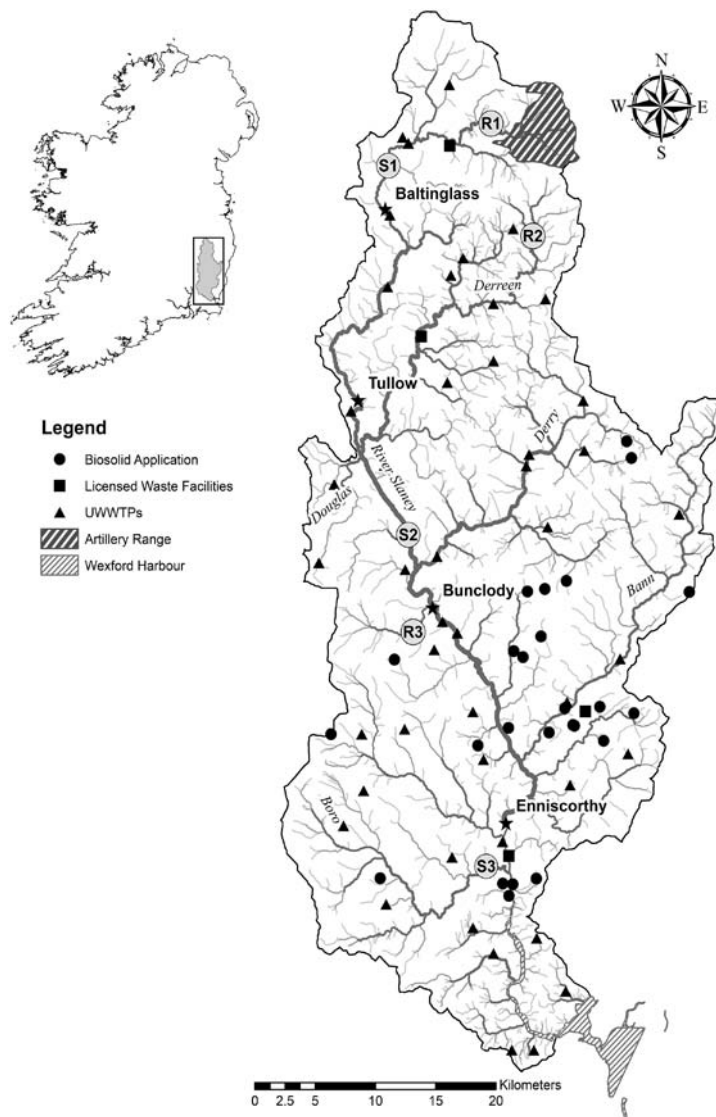 N
W E
S
R1
S1
Baltinglass
R2
Derreen
Tullow
Legend
Biosolid Application
Licensed Waste Facilities
UWWTPs
Artillery Range
Wexford Harbour
Derry
River Slaney
Douglas
S2
Bunclody
Bann
R3
Enniscorthy
Boro
S3
Kilometers
0 2.5 5 10 15 20